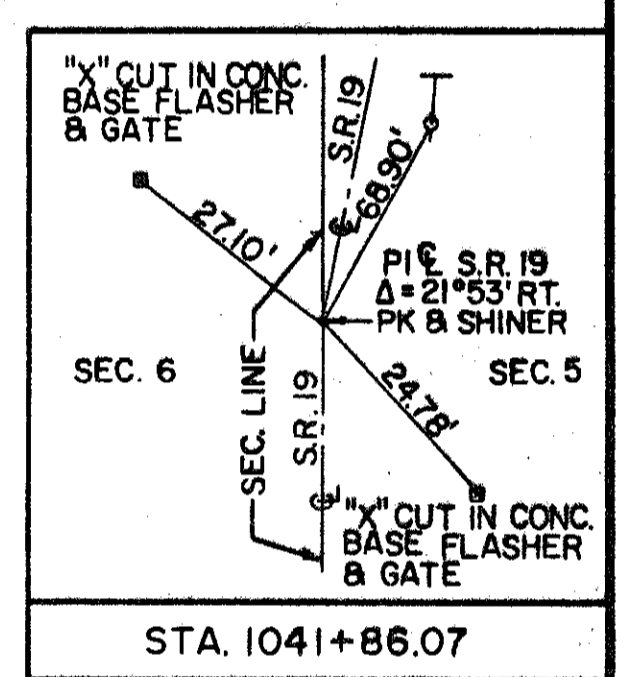 "X" CUT IN CONC.
BASE FLASHER
& GATE
℄ S.R. 19
68.90'
27.10'
PI ℄ S.R. 19
Δ = 21°53' RT.
PK & SHINER
SEC. 6
SEC. LINE
S.R. 19
SEC. 5
24.78'
"X" CUT IN CONC.
BASE FLASHER
& GATE
STA. 1041+86.07